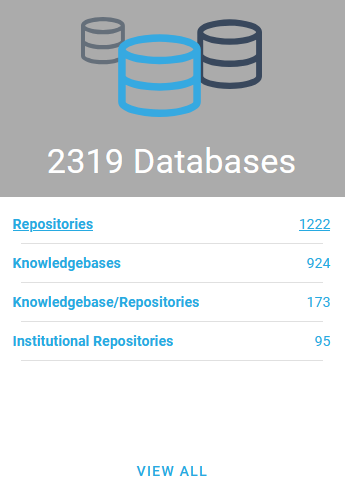 2319 Databases
Repositories 1222
Knowledgebases 924
Knowledgebase/Repositories 173
Institutional Repositories 95
VIEW ALL